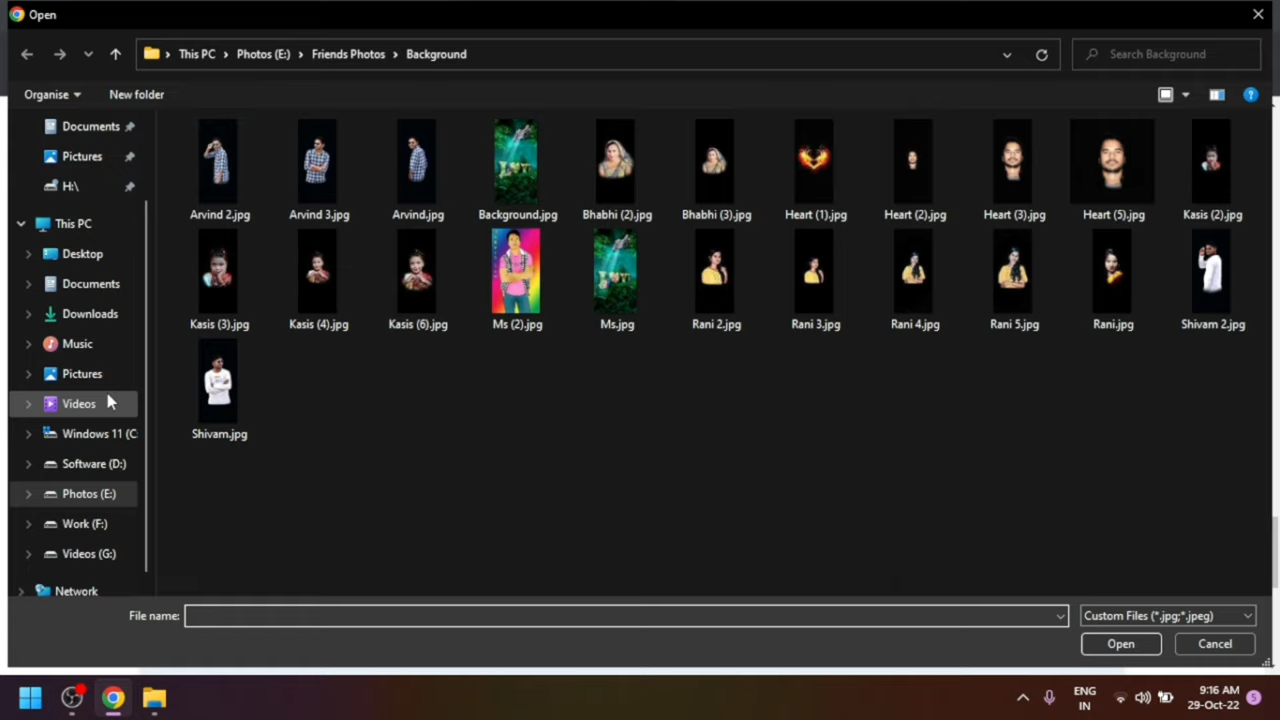 Open
This PC
Photos (E:)
Friends Photos
Background
Search Background
Organise
New folder
Documents
Pictures
H:\
This PC
Desktop
Documents
Downloads
Music
Pictures
Videos
Windows 11 (C:
Software (D:)
Photos (E:)
Work (F:)
Videos (G:)
Network
Arvind 2.jpg
Arvind 3.jpg
Arvind.jpg
Background.jpg
Bhabhi (2).jpg
Bhabhi (3).jpg
Heart (1).jpg
Heart (2).jpg
Heart (3).jpg
Heart (5).jpg
Kasis (2).jpg
Kasis (3).jpg
Kasis (4).jpg
Kasis (6).jpg
Ms (2).jpg
Ms.jpg
Rani 2.jpg
Rani 3.jpg
Rani 4.jpg
Rani 5.jpg
Rani.jpg
Shivam 2.jpg
Shivam.jpg
File name:
Custom Files (*.jpg;*.jpeg)
Open
Cancel
ENG
IN
9:16 AM
29-Oct-22
5